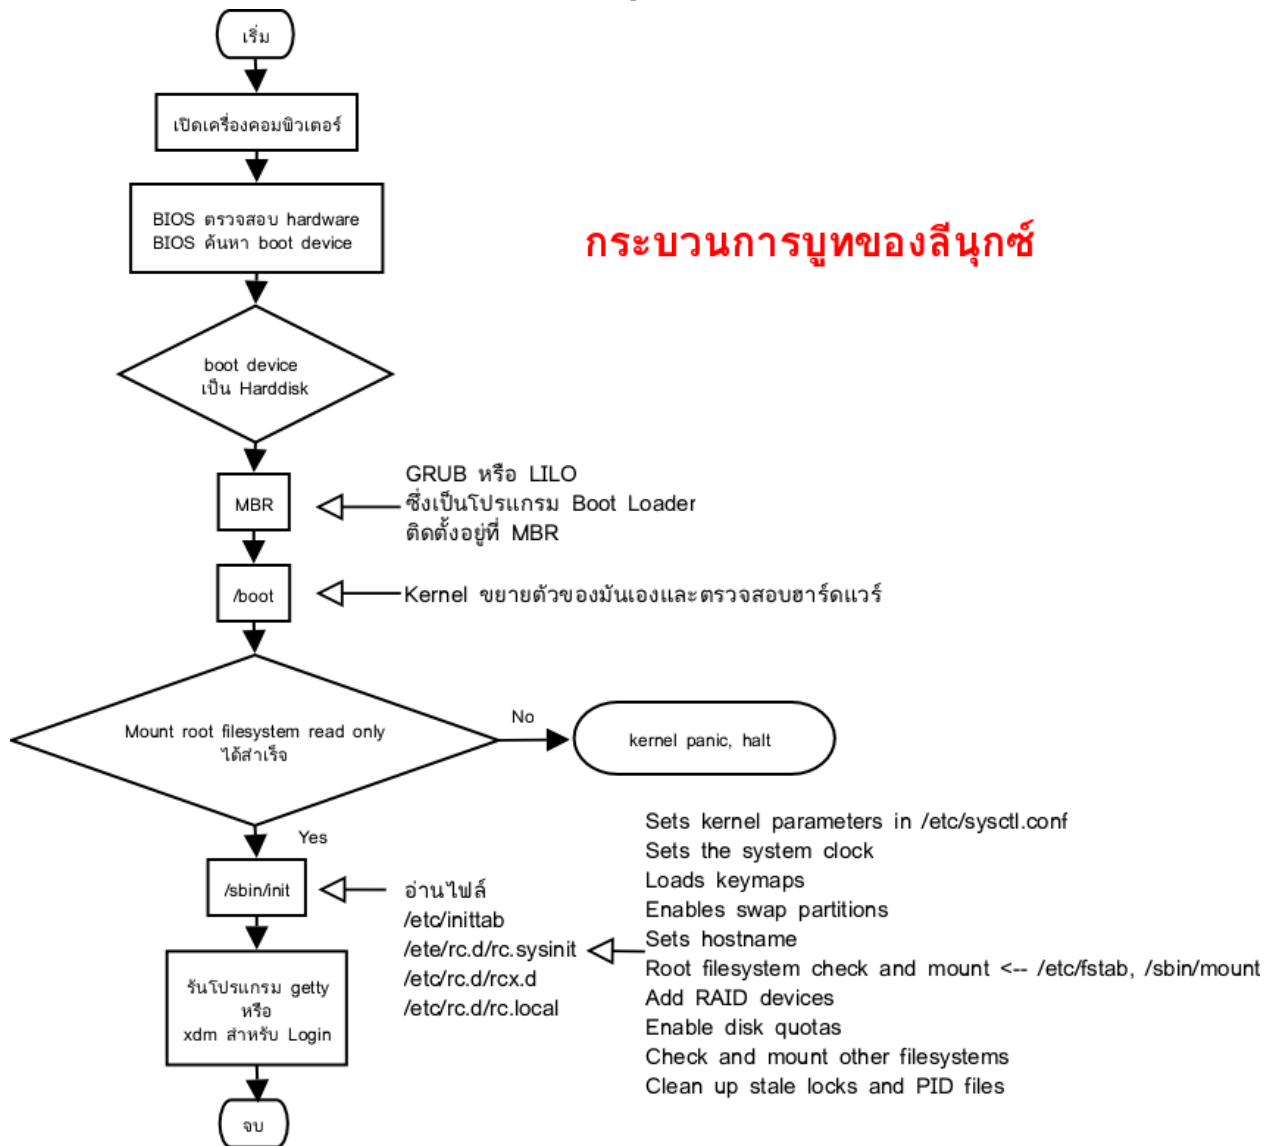 เริ่ม
เปิดเครื่องคอมพิวเตอร์
BIOS ตรวจสอบ hardware
BIOS ค้นหา boot device
กระบวนการบูทของลีนุกซ์
boot device
เป็น Harddisk
MBR
GRUB หรือ LILO
ซึ่งเป็นโปรแกรม Boot Loader
ติดตั้งอยู่ที่ MBR
/boot
Kernel ขยายตัวของมันเองและตรวจสอบฮาร์ดแวร์
Mount root filesystem read only
ได้สำเร็จ
No
kernel panic, halt
Yes
/sbin/init
อ่านไฟล์
/etc/inittab
/ete/rc.d/rc.sysinit
/etc/rc.d/rcx.d
/etc/rc.d/rc.local
Sets kernel parameters in /etc/sysctl.conf
Sets the system clock
Loads keymaps
Enables swap partitions
Sets hostname
Root filesystem check and mount <-- /etc/fstab, /sbin/mount
Add RAID devices
Enable disk quotas
Check and mount other filesystems
Clean up stale locks and PID files
รันโปรแกรม getty
หรือ
xdm สำหรับ Login
จบ